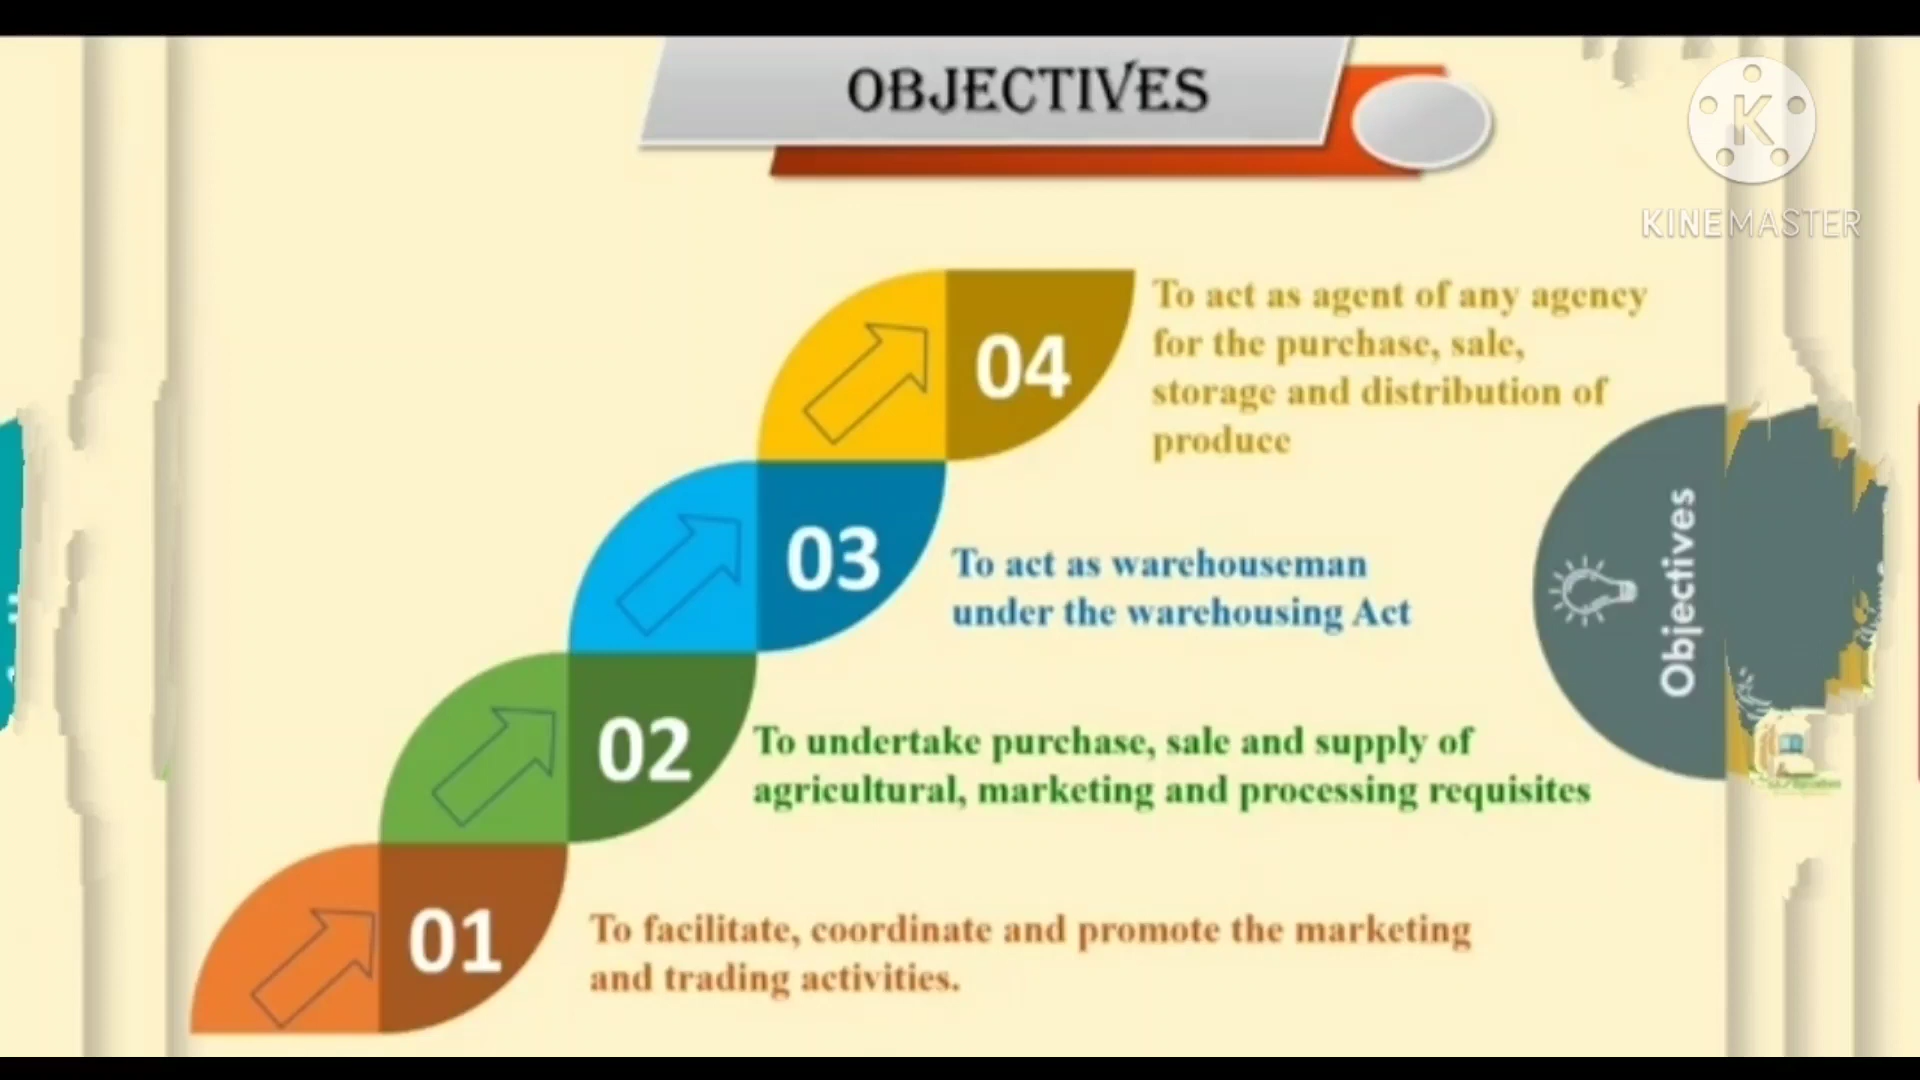 OBJECTIVES
K
KINEMASTER
04
To act as agent of any agency
for the purchase, sale,
storage and distribution of
produce
03
To act as warehouseman
under the warehousing Act
02
To undertake purchase, sale and supply of
agricultural, marketing and processing requisites
01
To facilitate, coordinate and promote the marketing
and trading activities.
Objectives